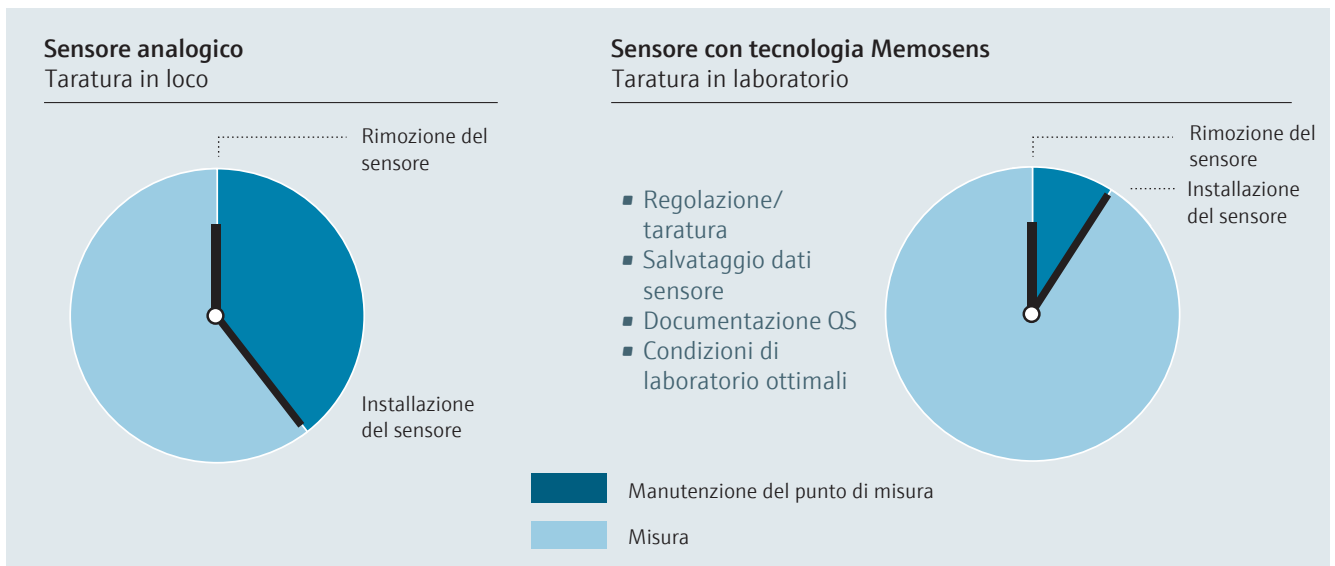 Sensore analogico
Taratura in loco
Rimozione del
sensore
Installazione
del sensore
Sensore con tecnologia Memosens
Taratura in laboratorio
▪ Regolazione/
taratura
▪ Salvataggio dati
sensore
▪ Documentazione QS
▪ Condizioni di
laboratorio ottimali
Rimozione del
sensore
Installazione
del sensore
Manutenzione del punto di misura
Misura